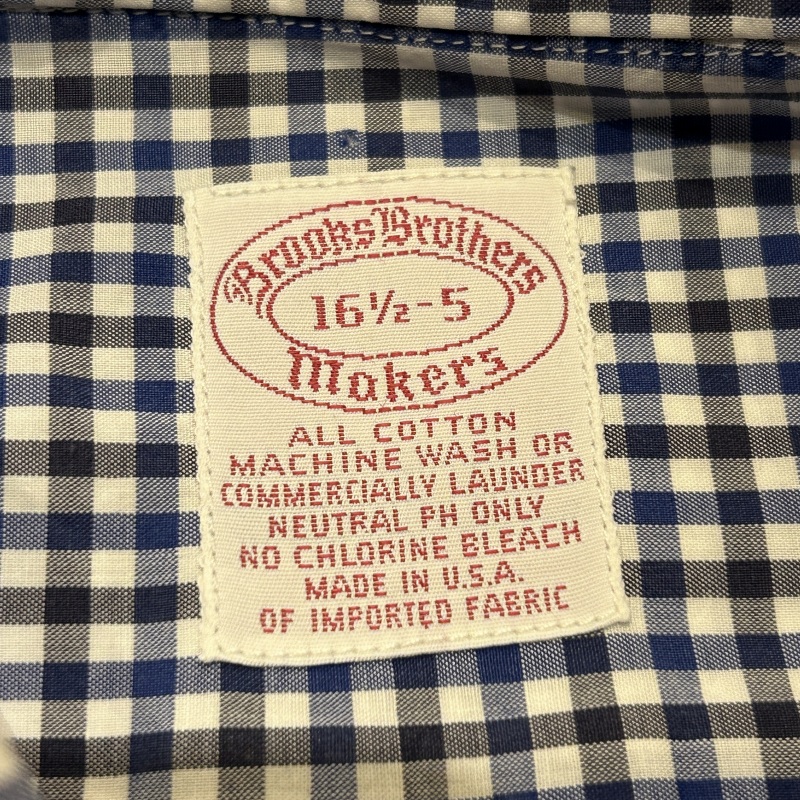 Brooks Brothers
16½-5
Makers
ALL COTTON
MACHINE WASH OR
COMMERCIALLY LAUNDER
NEUTRAL PH ONLY
NO CHLORINE BLEACH
MADE IN U.S.A.
OF IMPORTED FABRIC